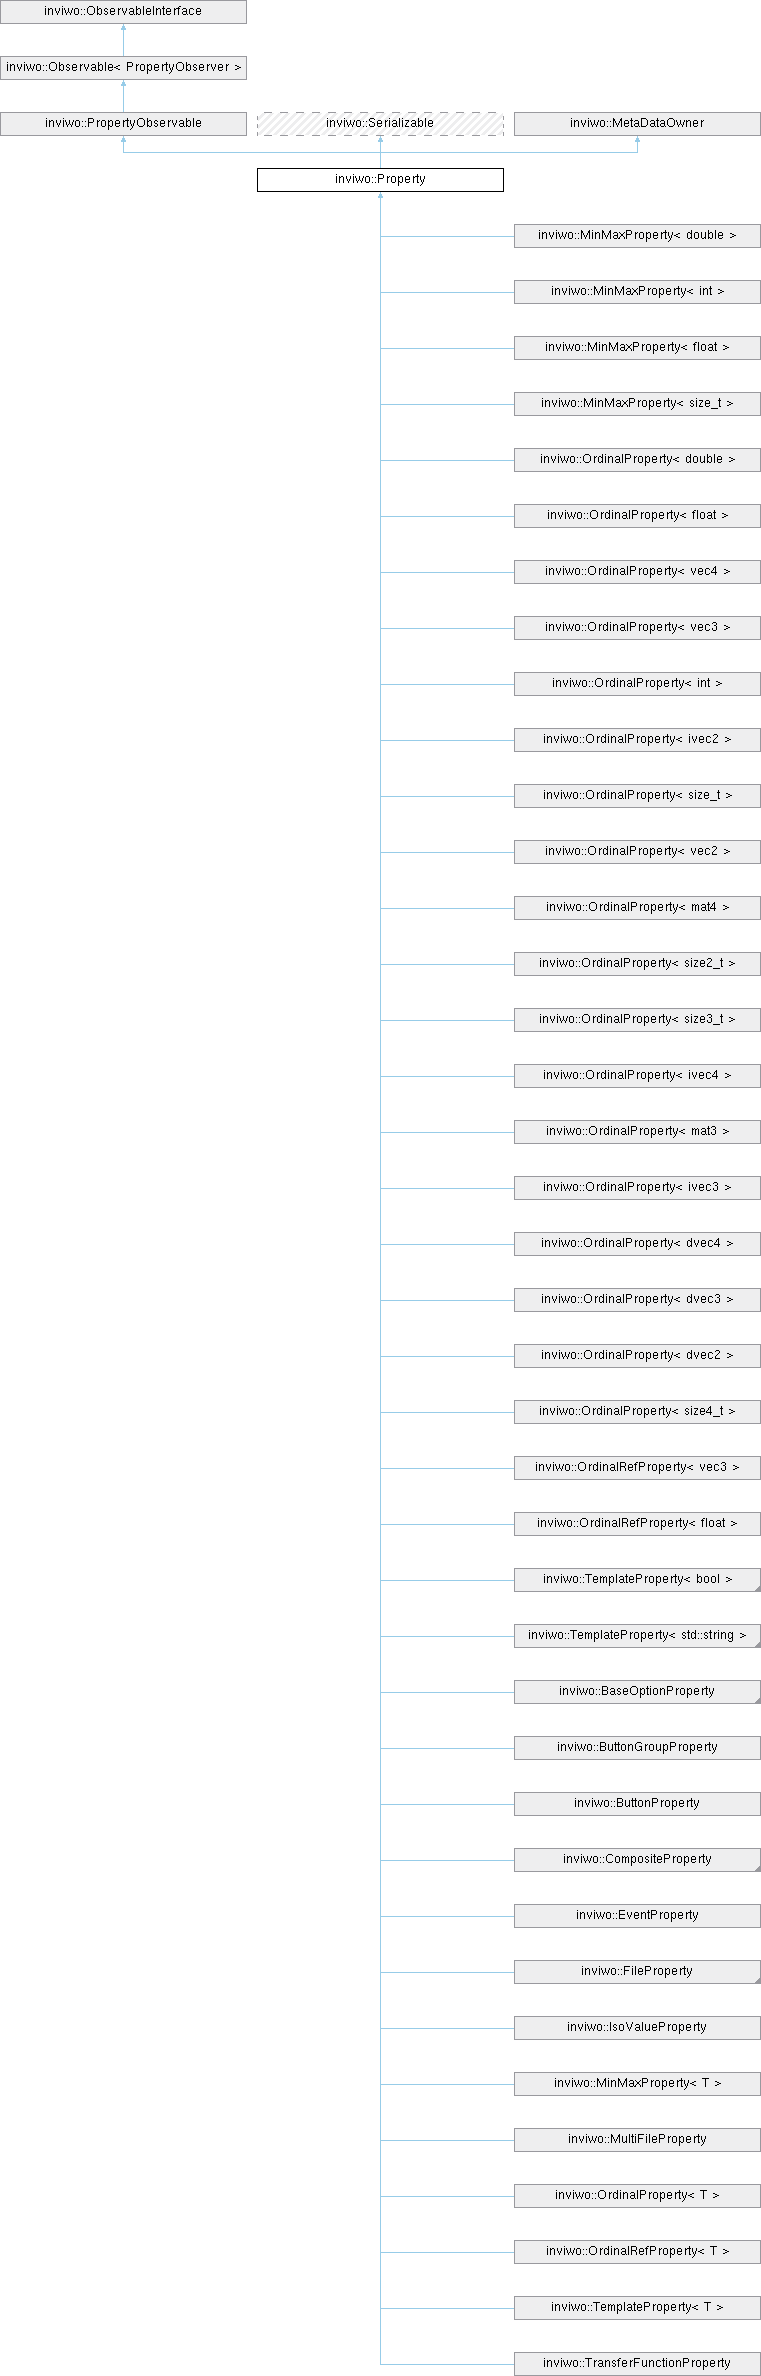 inviwo::ObservableInterface
inviwo::Observable< PropertyObserver >
inviwo::PropertyObservable
inviwo::Serializable
inviwo::MetaDataOwner
inviwo::Property
inviwo::MinMaxProperty< double >
inviwo::MinMaxProperty< int >
inviwo::MinMaxProperty< float >
inviwo::MinMaxProperty< size_t >
inviwo::OrdinalProperty< double >
inviwo::OrdinalProperty< float >
inviwo::OrdinalProperty< vec4 >
inviwo::OrdinalProperty< vec3 >
inviwo::OrdinalProperty< int >
inviwo::OrdinalProperty< ivec2 >
inviwo::OrdinalProperty< size_t >
inviwo::OrdinalProperty< vec2 >
inviwo::OrdinalProperty< mat4 >
inviwo::OrdinalProperty< size2_t >
inviwo::OrdinalProperty< size3_t >
inviwo::OrdinalProperty< ivec4 >
inviwo::OrdinalProperty< mat3 >
inviwo::OrdinalProperty< ivec3 >
inviwo::OrdinalProperty< dvec4 >
inviwo::OrdinalProperty< dvec3 >
inviwo::OrdinalProperty< dvec2 >
inviwo::OrdinalProperty< size4_t >
inviwo::OrdinalRefProperty< vec3 >
inviwo::OrdinalRefProperty< float >
inviwo::TemplateProperty< bool >
inviwo::TemplateProperty< std::string >
inviwo::BaseOptionProperty
inviwo::ButtonGroupProperty
inviwo::ButtonProperty
inviwo::CompositeProperty
inviwo::EventProperty
inviwo::FileProperty
inviwo::IsoValueProperty
inviwo::MinMaxProperty< T >
inviwo::MultiFileProperty
inviwo::OrdinalProperty< T >
inviwo::OrdinalRefProperty< T >
inviwo::TemplateProperty< T >
inviwo::TransferFunctionProperty